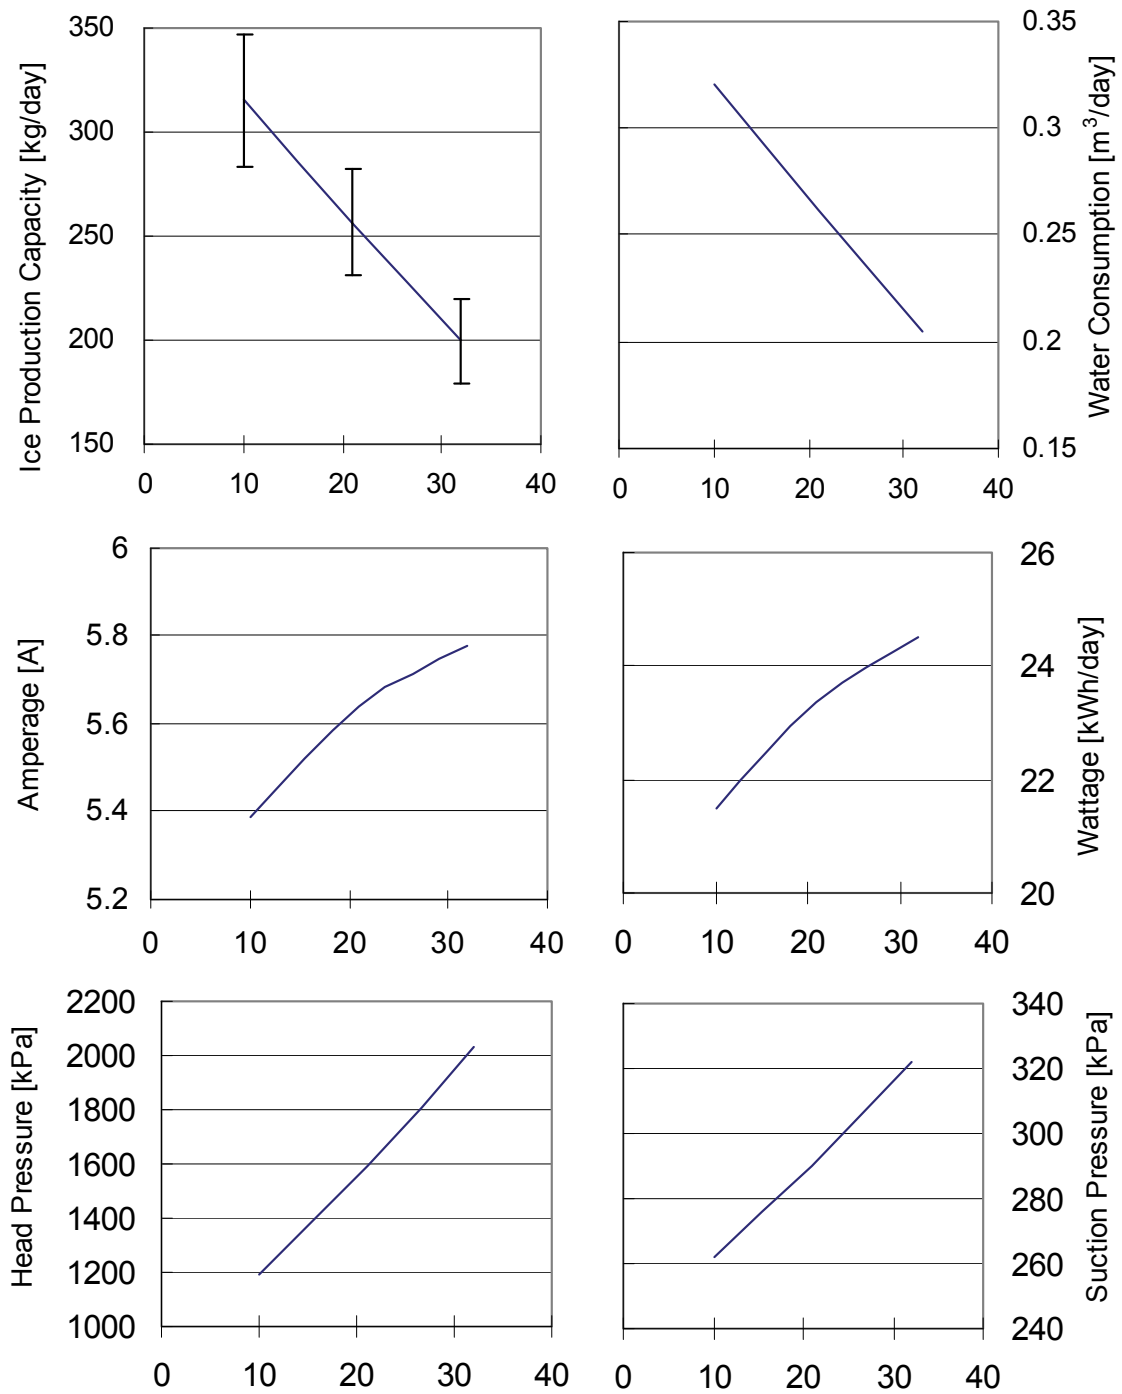 Ice Production Capacity [kg/day]
350
300
250
200
150
0 10 20 30 40
Water Consumption [m³/day]
0.35
0.3
0.25
0.2
0.15
0 10 20 30 40
Amperage [A]
6
5.8
5.6
5.4
5.2
0 10 20 30 40
Wattage [kWh/day]
26
24
22
20
0 10 20 30 40
Head Pressure [kPa]
2200
2000
1800
1600
1400
1200
1000
0 10 20 30 40
Suction Pressure [kPa]
340
320
300
280
260
240
0 10 20 30 40